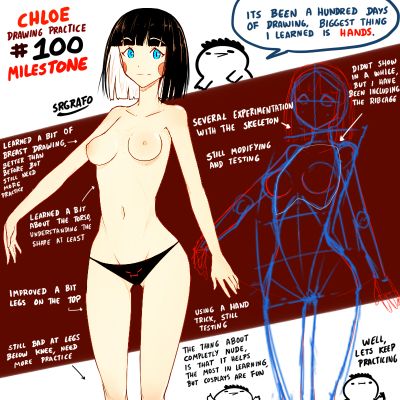 CHLOE
DRAWING PRACTICE
#100
MILESTONE
ITS BEEN A HUNDRED DAYS
OF DRAWING. BIGGEST THING
I LEARNED IS HANDS.
SRGRAFO
LEARNED A BIT OF
BREAST DRAWING,
BETTER THAN
BEFORE BUT
STILL NEED
MORE
PRACTICE
SEVERAL EXPERIMENTATION
WITH THE SKELETON
STILL MODIFYING
AND TESTING
DIDNT SHOW
IN A WHILE,
BUT I HAVE
BEEN INCLUDING
THE RIBCAGE
LEARNED A BIT
ABOUT THE TORSO,
UNDERSTANDING THE
SHAPE AT LEAST
IMPROVED A BIT
LEGS ON THE TOP
USING A HAND
TRICK, STILL
TESTING
STILL BAD AT LEGS
BELOW KNEE, NEED
MORE PRACTICE
THE THING ABOUT
COMPLETLY NUDE,
IS THAT IT HELPS
THE MOST IN LEARNING,
BUT COSPLAYS ARE FUN
WELL,
LETS KEEP
PRACTICING